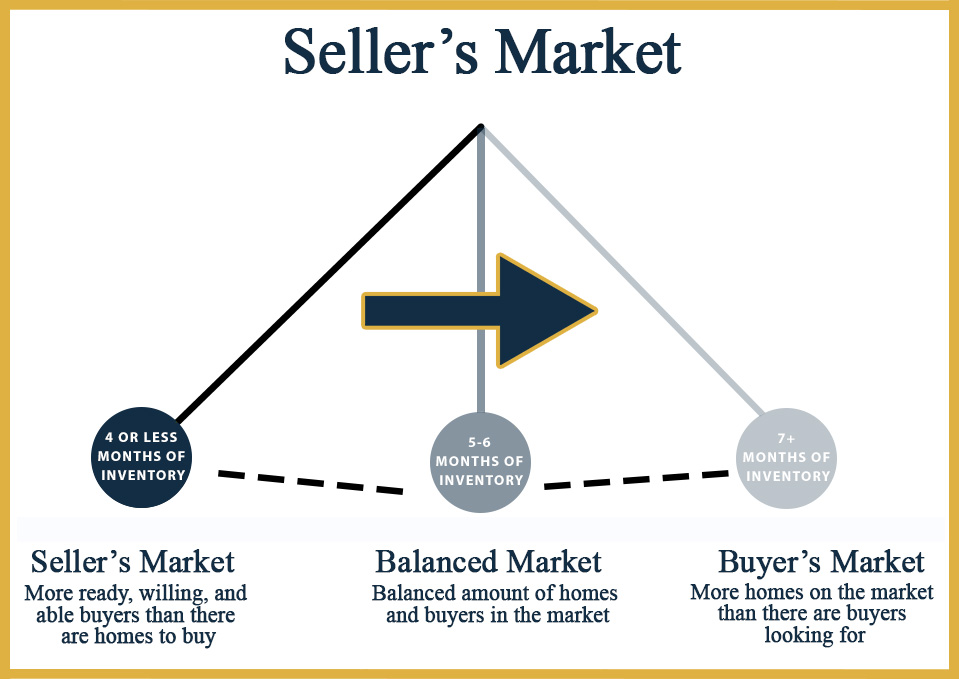 Seller's Market
4 OR LESS
MONTHS OF
INVENTORY
5-6
MONTHS OF
INVENTORY
7+
MONTHS OF
INVENTORY
Seller's Market
More ready, willing, and
able buyers than there
are homes to buy
Balanced Market
Balanced amount of homes
and buyers in the market
Buyer's Market
More homes on the market
than there are buyers
looking for